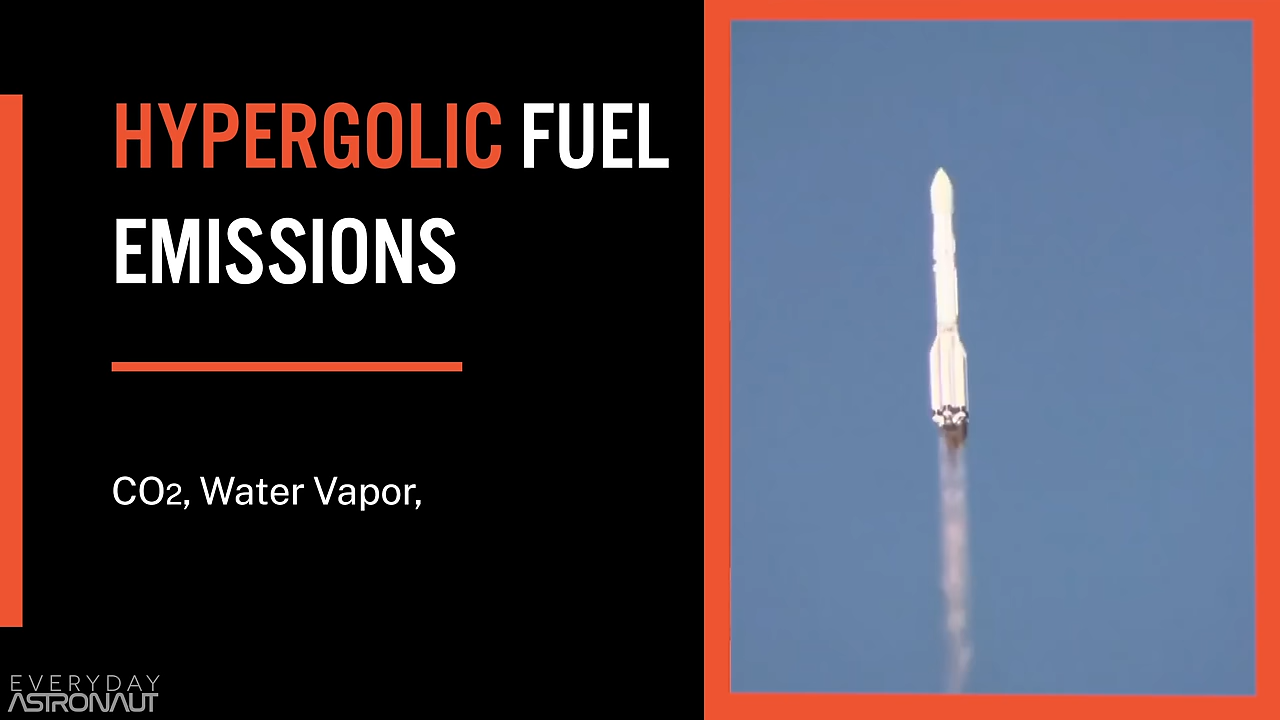 HYPERGOLIC FUEL
EMISSIONS
CO2, Water Vapor,
EVERYDAY
ASTRONAUT